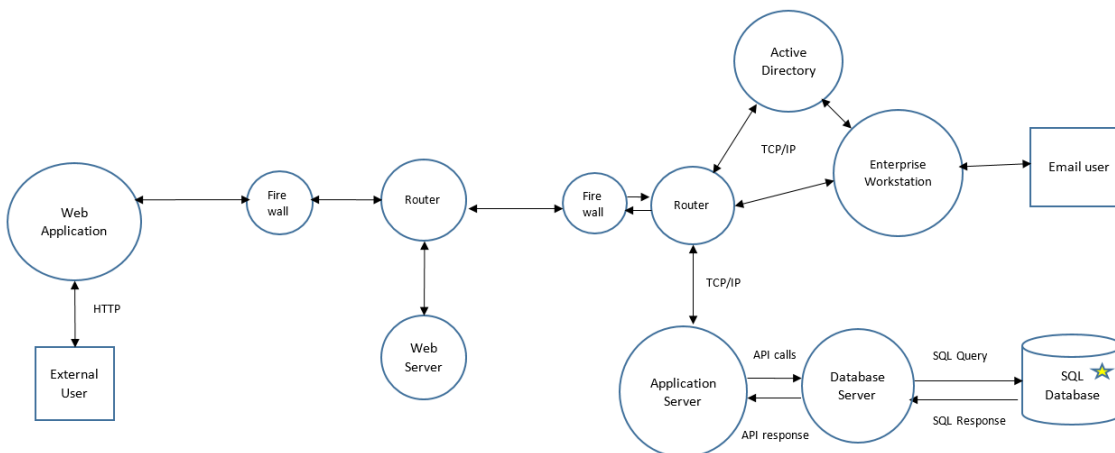 Active
Directory
TCP/IP
Enterprise
Workstation
Email user
Web
Application
Fire
wall
Router
Fire
wall
Router
HTTP
TCP/IP
External
User
Web
Server
Application
Server
API calls
API response
Database
Server
SQL Query
SQL Response
SQL
Database